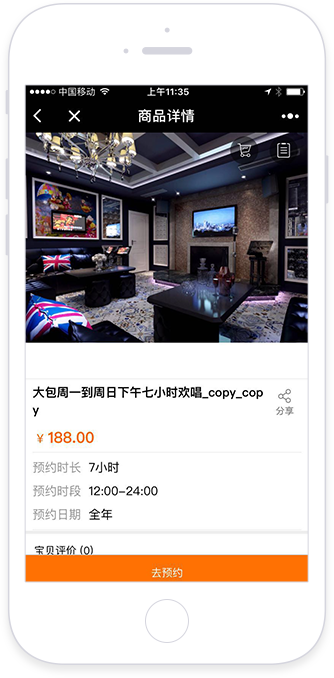 中国移动 上午11:35
商品详情
大包周一到周日下午七小时欢唱_copy_cop
y
分享
￥188.00
预约时长 7小时
预约时段 12:00-24:00
预约日期 全年
宝贝评价 (0)
去预约